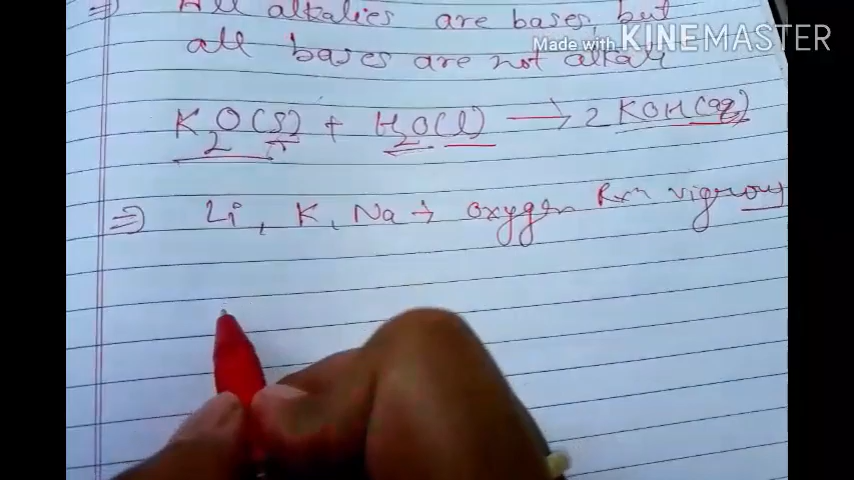 ⇒ All alkalies are bases, but
all bases are not alkali
Made with KINEMASTER
K2O(s) + H2O(l) → 2 KOH(aq)
⇒ Li, K, Na → oxygen Rxn vigrously